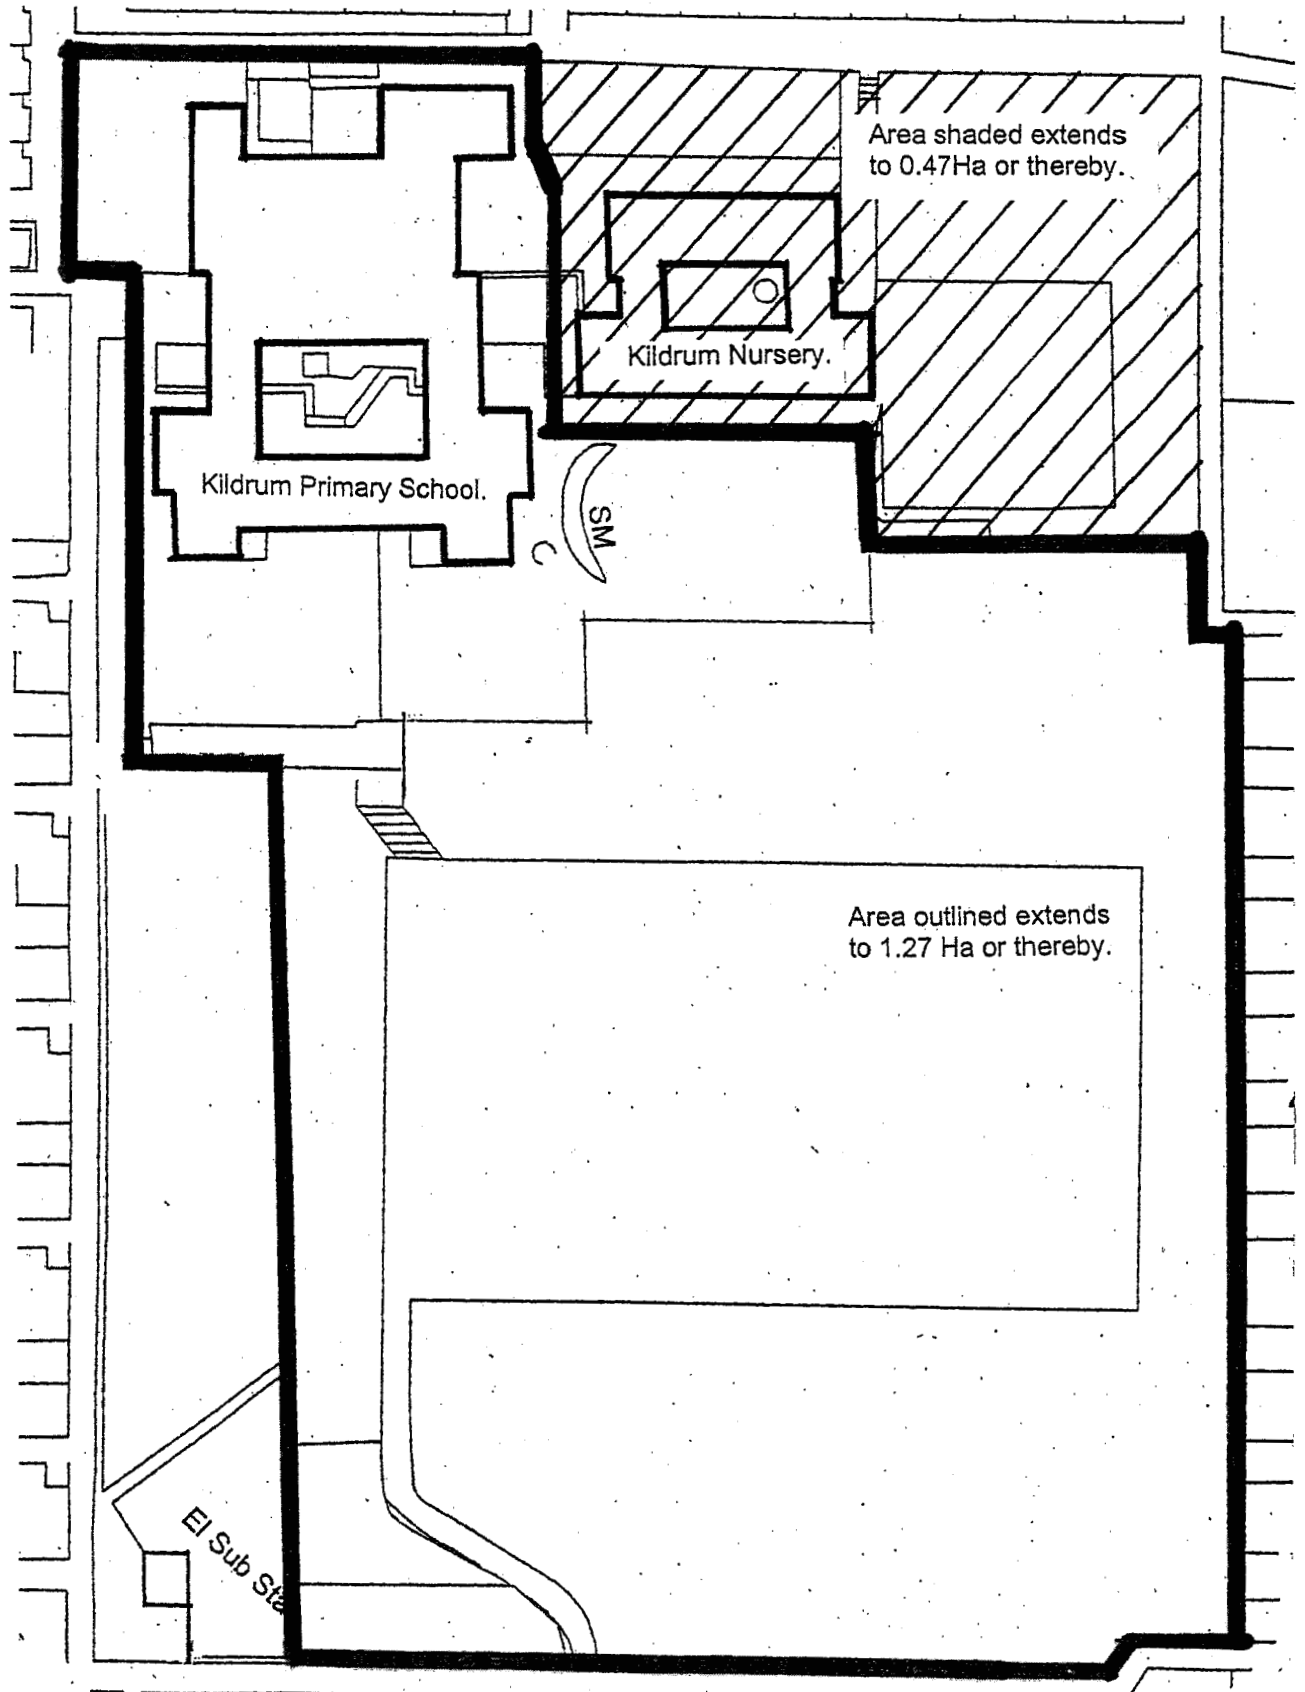 Area shaded extends
to 0.47Ha or thereby.
Kildrum Nursery.
Kildrum Primary School.
SM
C
Area outlined extends
to 1.27 Ha or thereby.
El Sub Sta